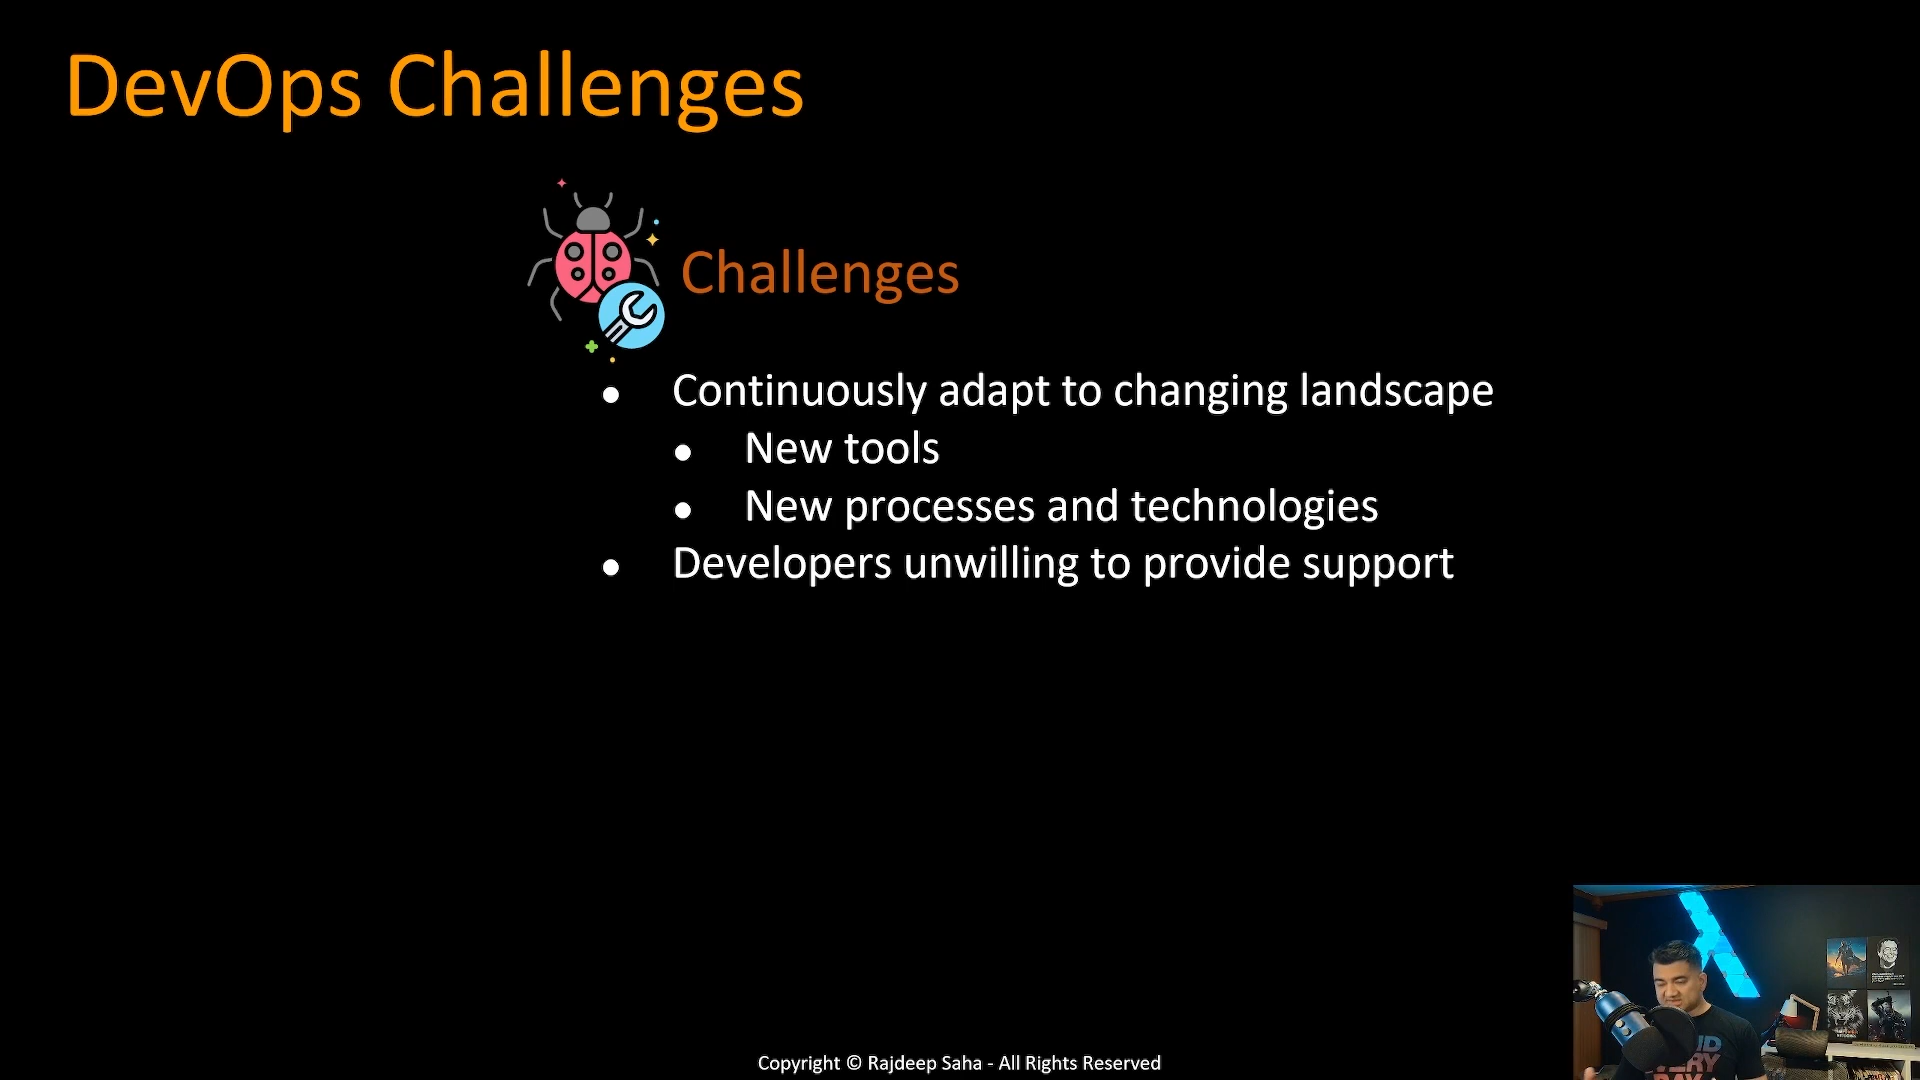 DevOps Challenges
Challenges
• Continuously adapt to changing landscape
• New tools
• New processes and technologies
• Developers unwilling to provide support
Copyright © Rajdeep Saha - All Rights Reserved